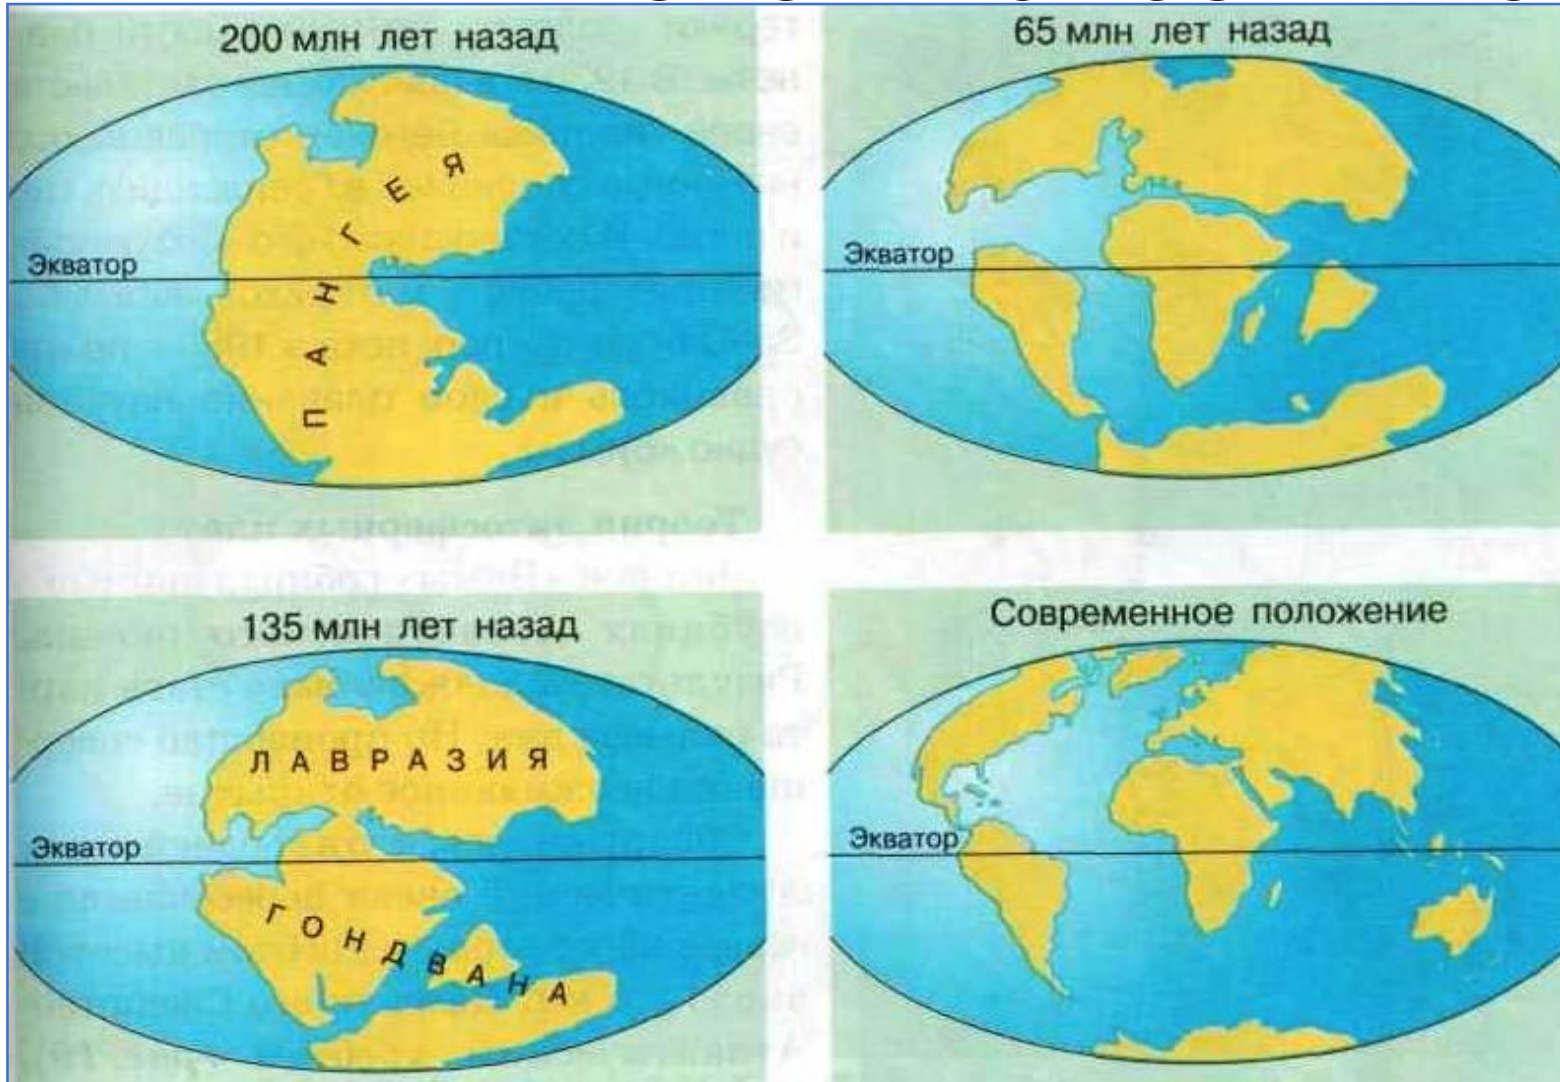 200 млн лет назад
ПАНГЕЯ
Экватор
65 млн лет назад
Экватор
135 млн лет назад
ЛАВРАЗИЯ
Экватор
ГОНДВАНА
Современное положение
Экватор